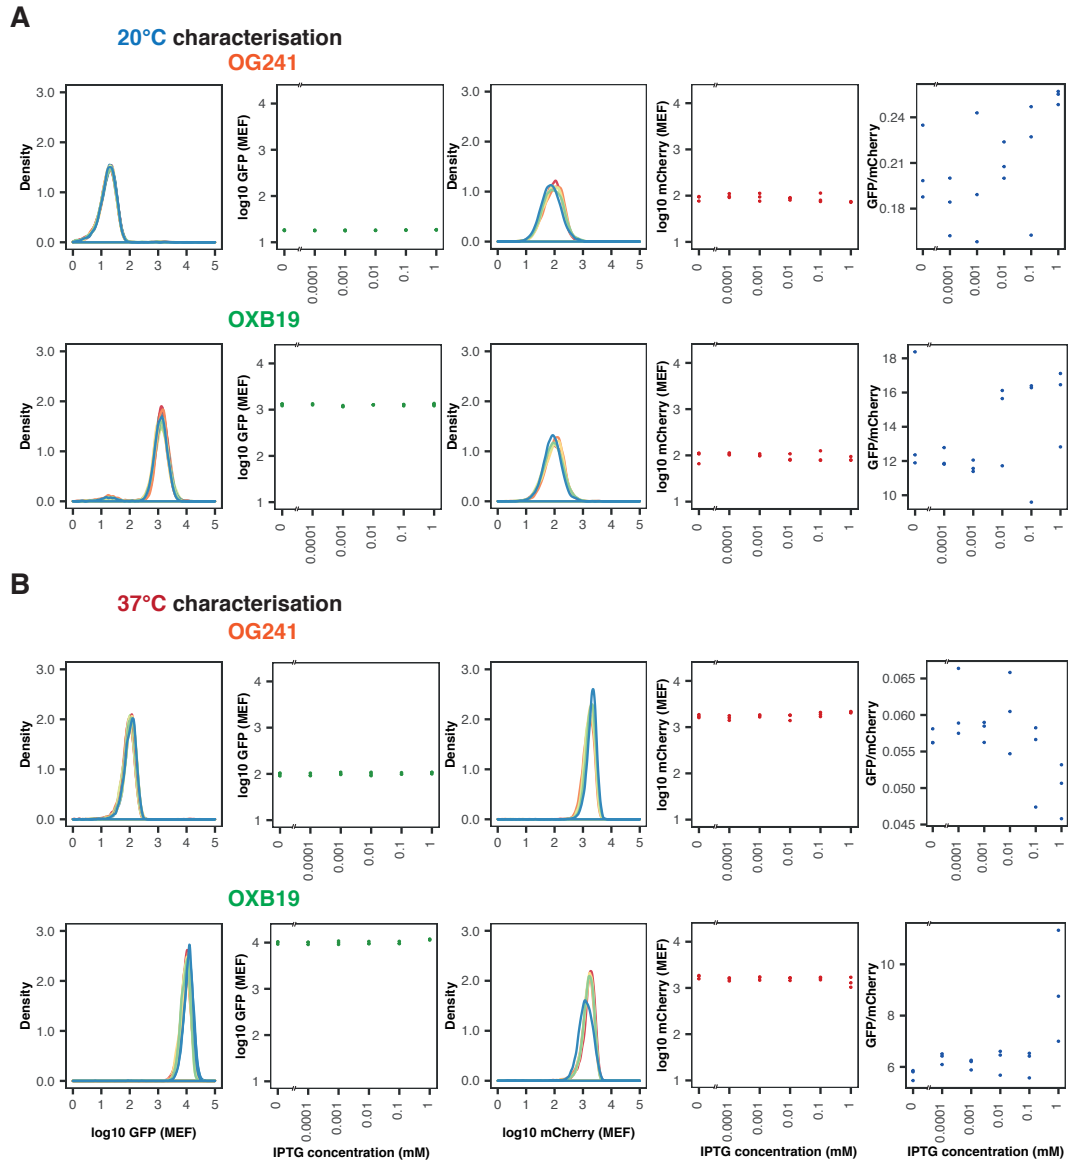 A
20°C characterisation
OG241
Density
3.0
2.0
1.0
0.0
0 1 2 3 4 5
log10 GFP (MEF)
4
3
2
1
0 0.0001 0.001 0.01 0.1 1
Density
3.0
2.0
1.0
0.0
0 1 2 3 4 5
log10 mCherry (MEF)
4
3
2
1
0 0.0001 0.001 0.01 0.1 1
GFP/mCherry
0.24
0.21
0.18
0 0.0001 0.001 0.01 0.1 1
OXB19
Density
3.0
2.0
1.0
0.0
0 1 2 3 4 5
log10 GFP (MEF)
4
3
2
1
0 0.0001 0.001 0.01 0.1 1
Density
3.0
2.0
1.0
0.0
0 1 2 3 4 5
log10 mCherry (MEF)
4
3
2
1
0 0.0001 0.001 0.01 0.1 1
GFP/mCherry
18
16
14
12
10
0 0.0001 0.001 0.01 0.1 1
B
37°C characterisation
OG241
Density
3.0
2.0
1.0
0.0
0 1 2 3 4 5
log10 GFP (MEF)
4
3
2
1
0 0.0001 0.001 0.01 0.1 1
Density
3.0
2.0
1.0
0.0
0 1 2 3 4 5
log10 mCherry (MEF)
4
3
2
1
0 0.0001 0.001 0.01 0.1 1
GFP/mCherry
0.065
0.060
0.055
0.050
0.045
0 0.0001 0.001 0.01 0.1 1
OXB19
Density
3.0
2.0
1.0
0.0
0 1 2 3 4 5
log10 GFP (MEF)
log10 GFP (MEF)
4
3
2
1
0 0.0001 0.001 0.01 0.1 1
IPTG concentration (mM)
Density
3.0
2.0
1.0
0.0
0 1 2 3 4 5
log10 mCherry (MEF)
log10 mCherry (MEF)
4
3
2
1
0 0.0001 0.001 0.01 0.1 1
IPTG concentration (mM)
GFP/mCherry
10
8
6
0 0.0001 0.001 0.01 0.1 1
IPTG concentration (mM)